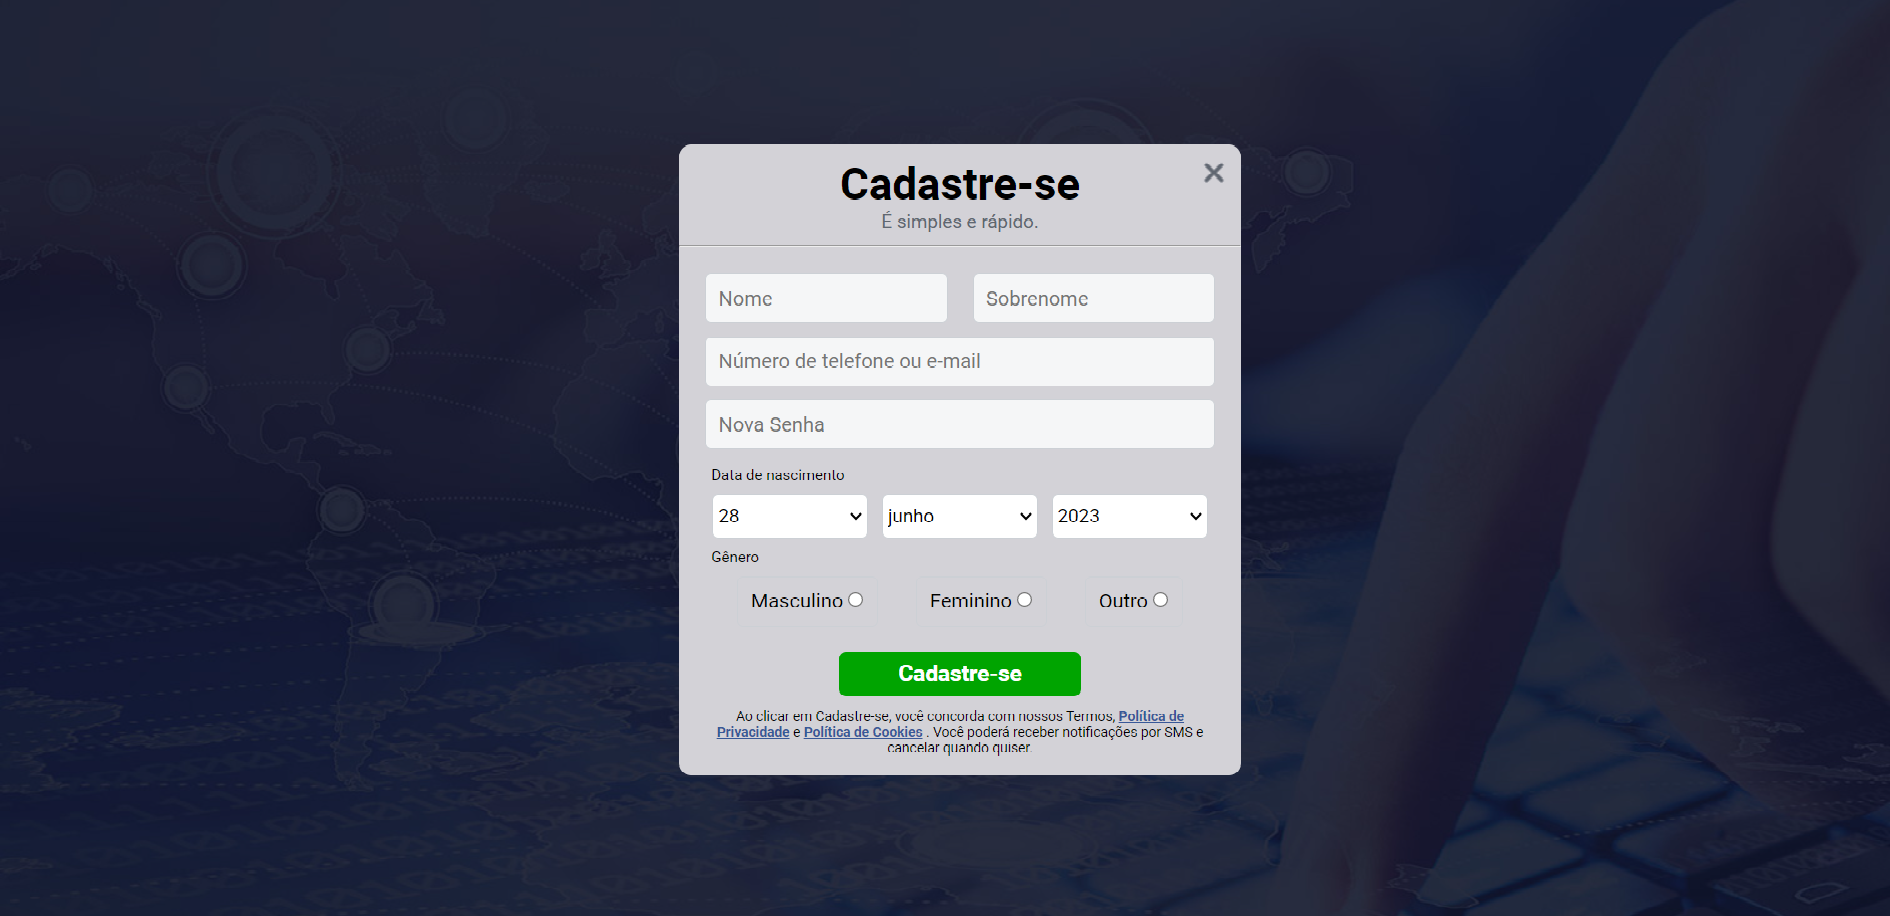 Cadastre-se
É simples e rápido.
Nome
Sobrenome
Número de telefone ou e-mail
Nova Senha
Data de nascimento
28
junho
2023
Gênero
Masculino
Feminino
Outro
Cadastre-se
Ao clicar em Cadastre-se, você concorda com nossos Termos, Política de
Privacidade e Política de Cookies . Você poderá receber notificações por SMS e
cancelar quando quiser.